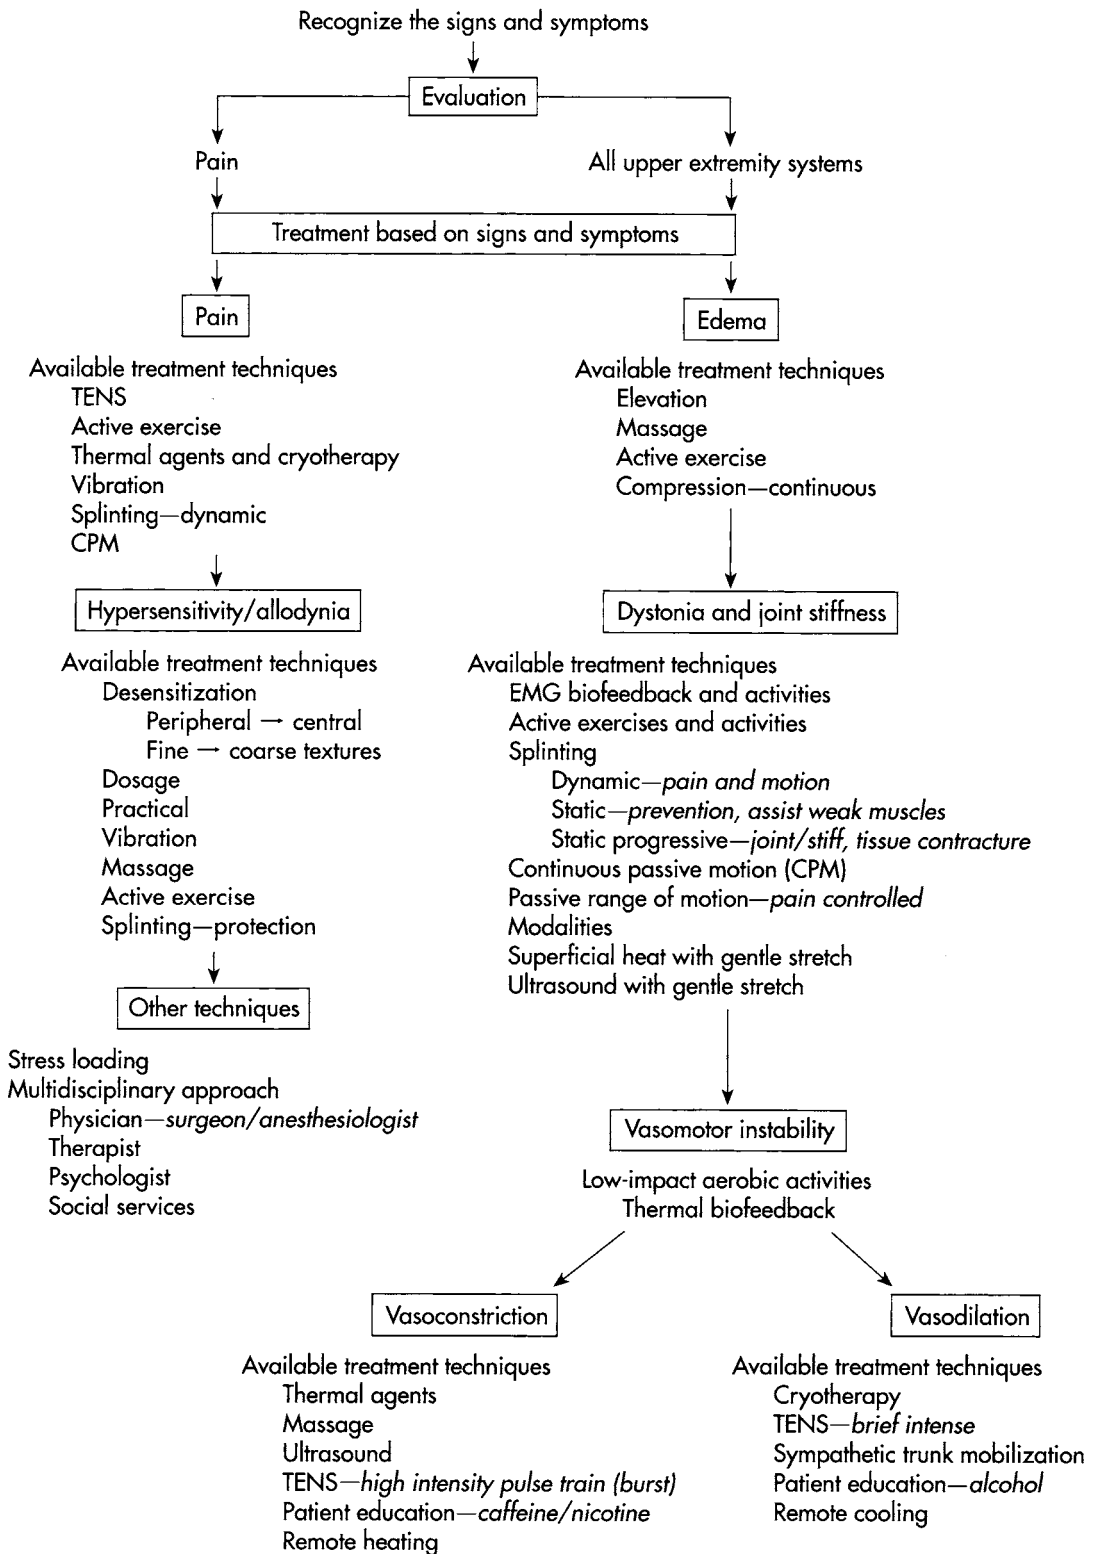 Recognize the signs and symptoms
Evaluation
Pain
All upper extremity systems
Treatment based on signs and symptoms
Pain
Available treatment techniques
TENS
Active exercise
Thermal agents and cryotherapy
Vibration
Splinting—dynamic
CPM
Hypersensitivity/allodynia
Available treatment techniques
Desensitization
Peripheral → central
Fine → coarse textures
Dosage
Practical
Vibration
Massage
Active exercise
Splinting—protection
Other techniques
Stress loading
Multidisciplinary approach
Physician—surgeon/anesthesiologist
Therapist
Psychologist
Social services
Edema
Available treatment techniques
Elevation
Massage
Active exercise
Compression—continuous
Dystonia and joint stiffness
Available treatment techniques
EMG biofeedback and activities
Active exercises and activities
Splinting
Dynamic—pain and motion
Static—prevention, assist weak muscles
Static progressive—joint/stiff, tissue contracture
Continuous passive motion (CPM)
Passive range of motion—pain controlled
Modalities
Superficial heat with gentle stretch
Ultrasound with gentle stretch
Vasomotor instability
Low-impact aerobic activities
Thermal biofeedback
Vasoconstriction
Available treatment techniques
Thermal agents
Massage
Ultrasound
TENS—high intensity pulse train (burst)
Patient education—caffeine/nicotine
Remote heating
Vasodilation
Available treatment techniques
Cryotherapy
TENS—brief intense
Sympathetic trunk mobilization
Patient education—alcohol
Remote cooling